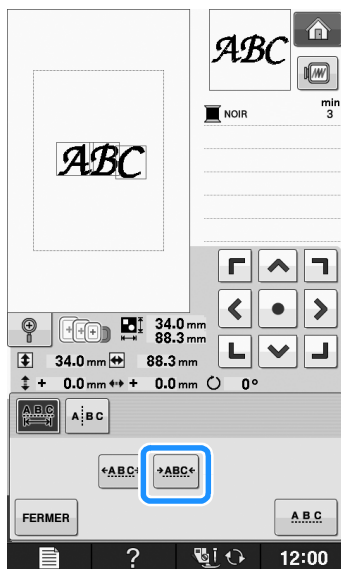 ABC
NOIR
min
3
ABC
34.0 mm
88.3 mm
34.0 mm 88.3 mm
+ 0.0 mm + 0.0 mm 0°
ABC
A BC
ABC
ABC
FERMER
A B C
? 12:00